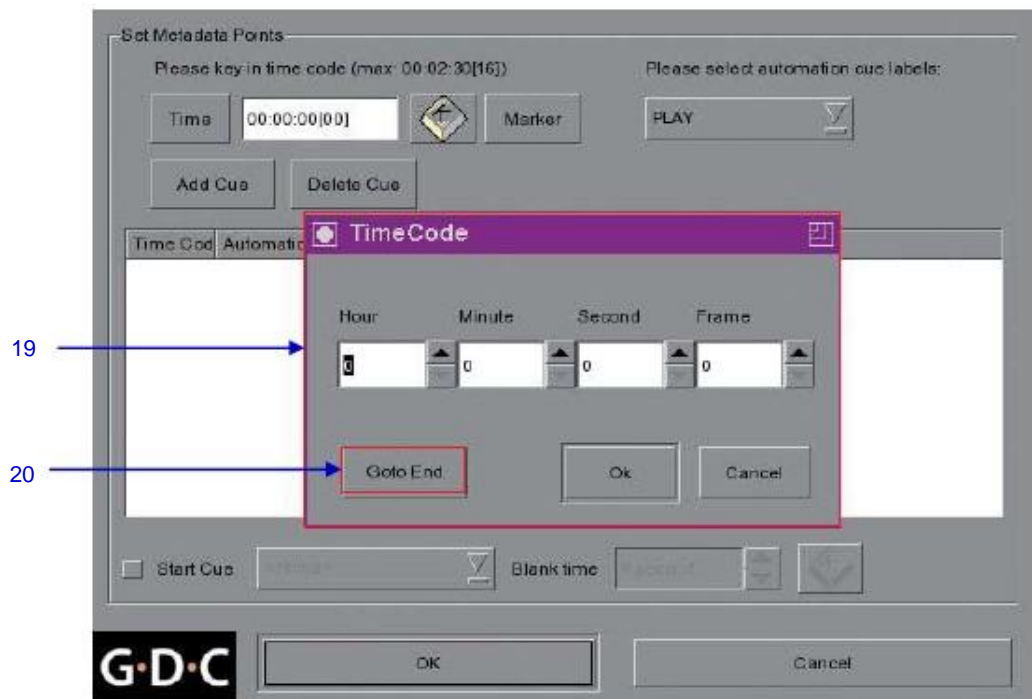 Set Metadata Points
Please key in time code (max: 00:02:30[16])
Please select automation cue labels:
Time
00:00:00[00]
Marker
PLAY
Add Cue
Delete Cue
Time Cod
Automatic
TimeCode
Hour
Minute
Second
Frame
0
0
0
0
19
20
Goto End
Ok
Cancel
Start Cue
Blank time
G·D·C
OK
Cancel